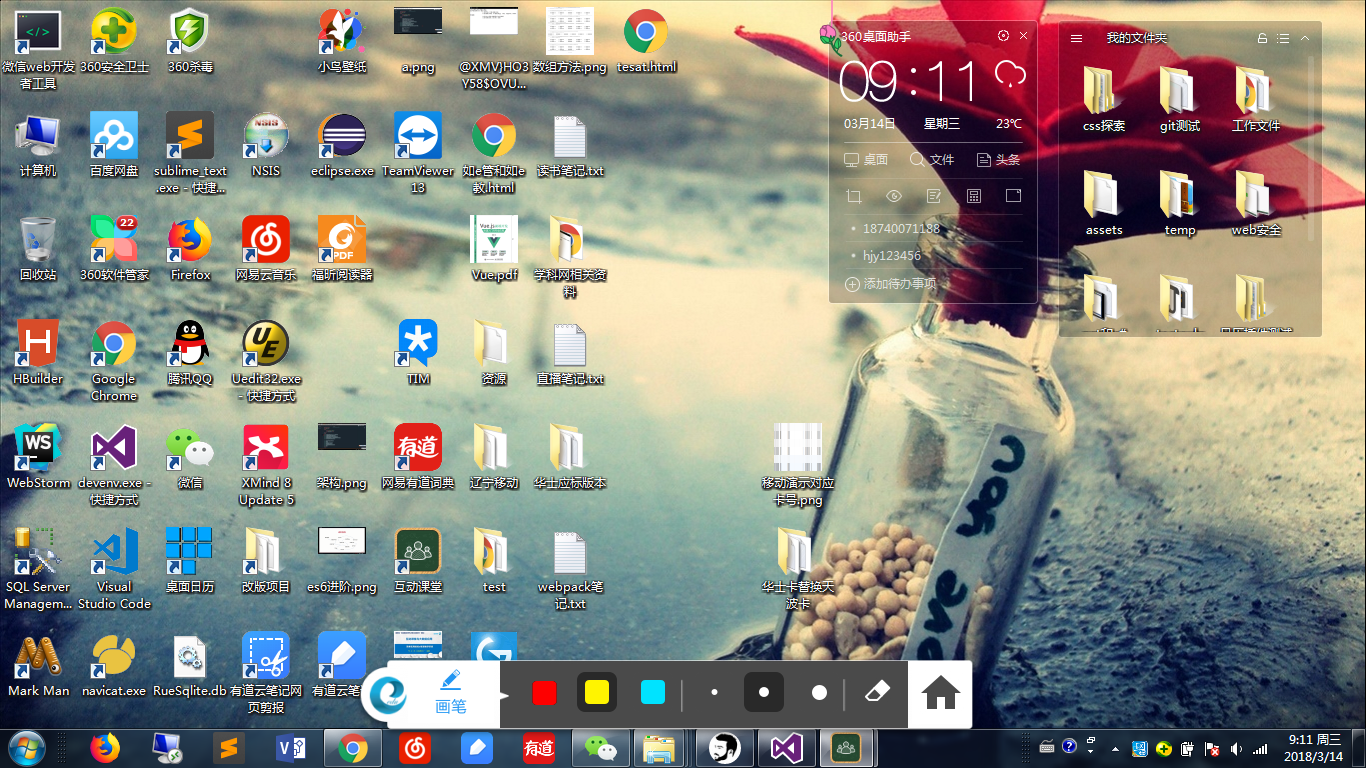 微信web开发
者工具
360安全卫士
360杀毒
小鸟壁纸
a.png
@XMV}HO3
Y58$OVU...
数组方法.png
tesat.html
计算机
百度网盘
sublime_text
.exe - 快捷...
NSIS
eclipse.exe
TeamViewer
13
如e管和如e
教.html
读书笔记.txt
回收站
22
360软件管家
Firefox
网易云音乐
PDF
福昕阅读器
Vue.pdf
学科网相关资
料
HBuilder
Google
Chrome
腾讯QQ
UE
Uedit32.exe
- 快捷方式
TIM
资源
直播笔记.txt
WS
WebStorm
devenv.exe -
快捷方式
微信
XMind 8
Update 5
架构.png
有道
网易有道词典
辽宁移动
华士应标版本
移动演示对应
卡号.png
SQL Server
Managem...
Visual
Studio Code
桌面日历
改版项目
es6进阶.png
互动课堂
test
webpack笔
记.txt
华士卡替换天
波卡
Mark Man
navicat.exe
RueSqlite.db
有道云笔记网
页剪报
有道云笔
360桌面助手
09:11
03月14日
星期三
23℃
桌面
文件
头条
18740071188
hjy123456
添加待办事项
我的文件夹
css探索
git测试
工作文件
assets
temp
web安全
you
画笔
有道
9:11 周三
2018/3/14